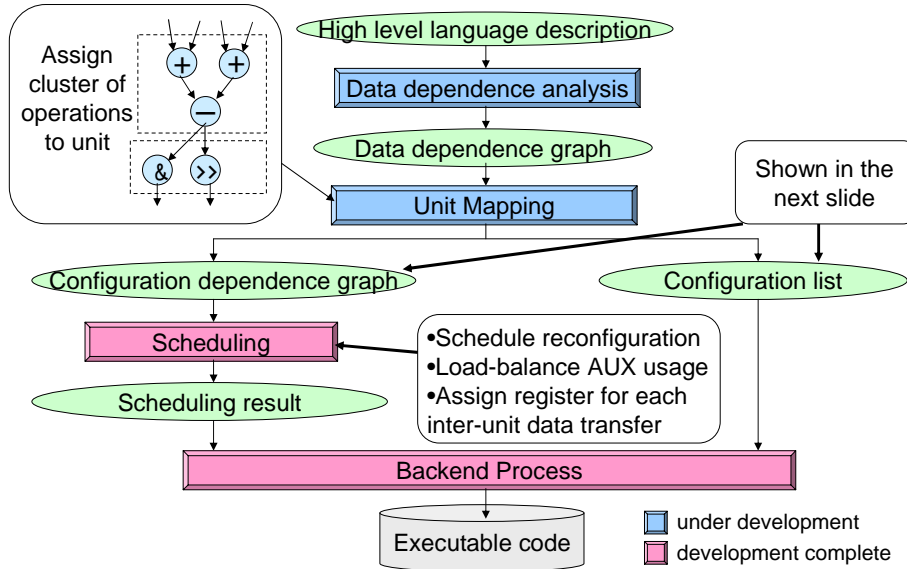 High level language description
Assign
cluster of
operations
to unit
+ +
−
& >>
Data dependence analysis
Data dependence graph
Unit Mapping
Shown in the
next slide
Configuration dependence graph
Configuration list
Scheduling
•Schedule reconfiguration
•Load-balance AUX usage
•Assign register for each
inter-unit data transfer
Scheduling result
Backend Process
Executable code
under development
development complete